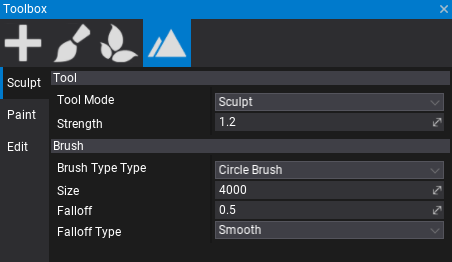 Toolbox
Sculpt
Paint
Edit
Tool
Tool Mode Sculpt
Strength 1.2
Brush
Brush Type Type Circle Brush
Size 4000
Falloff 0.5
Falloff Type Smooth